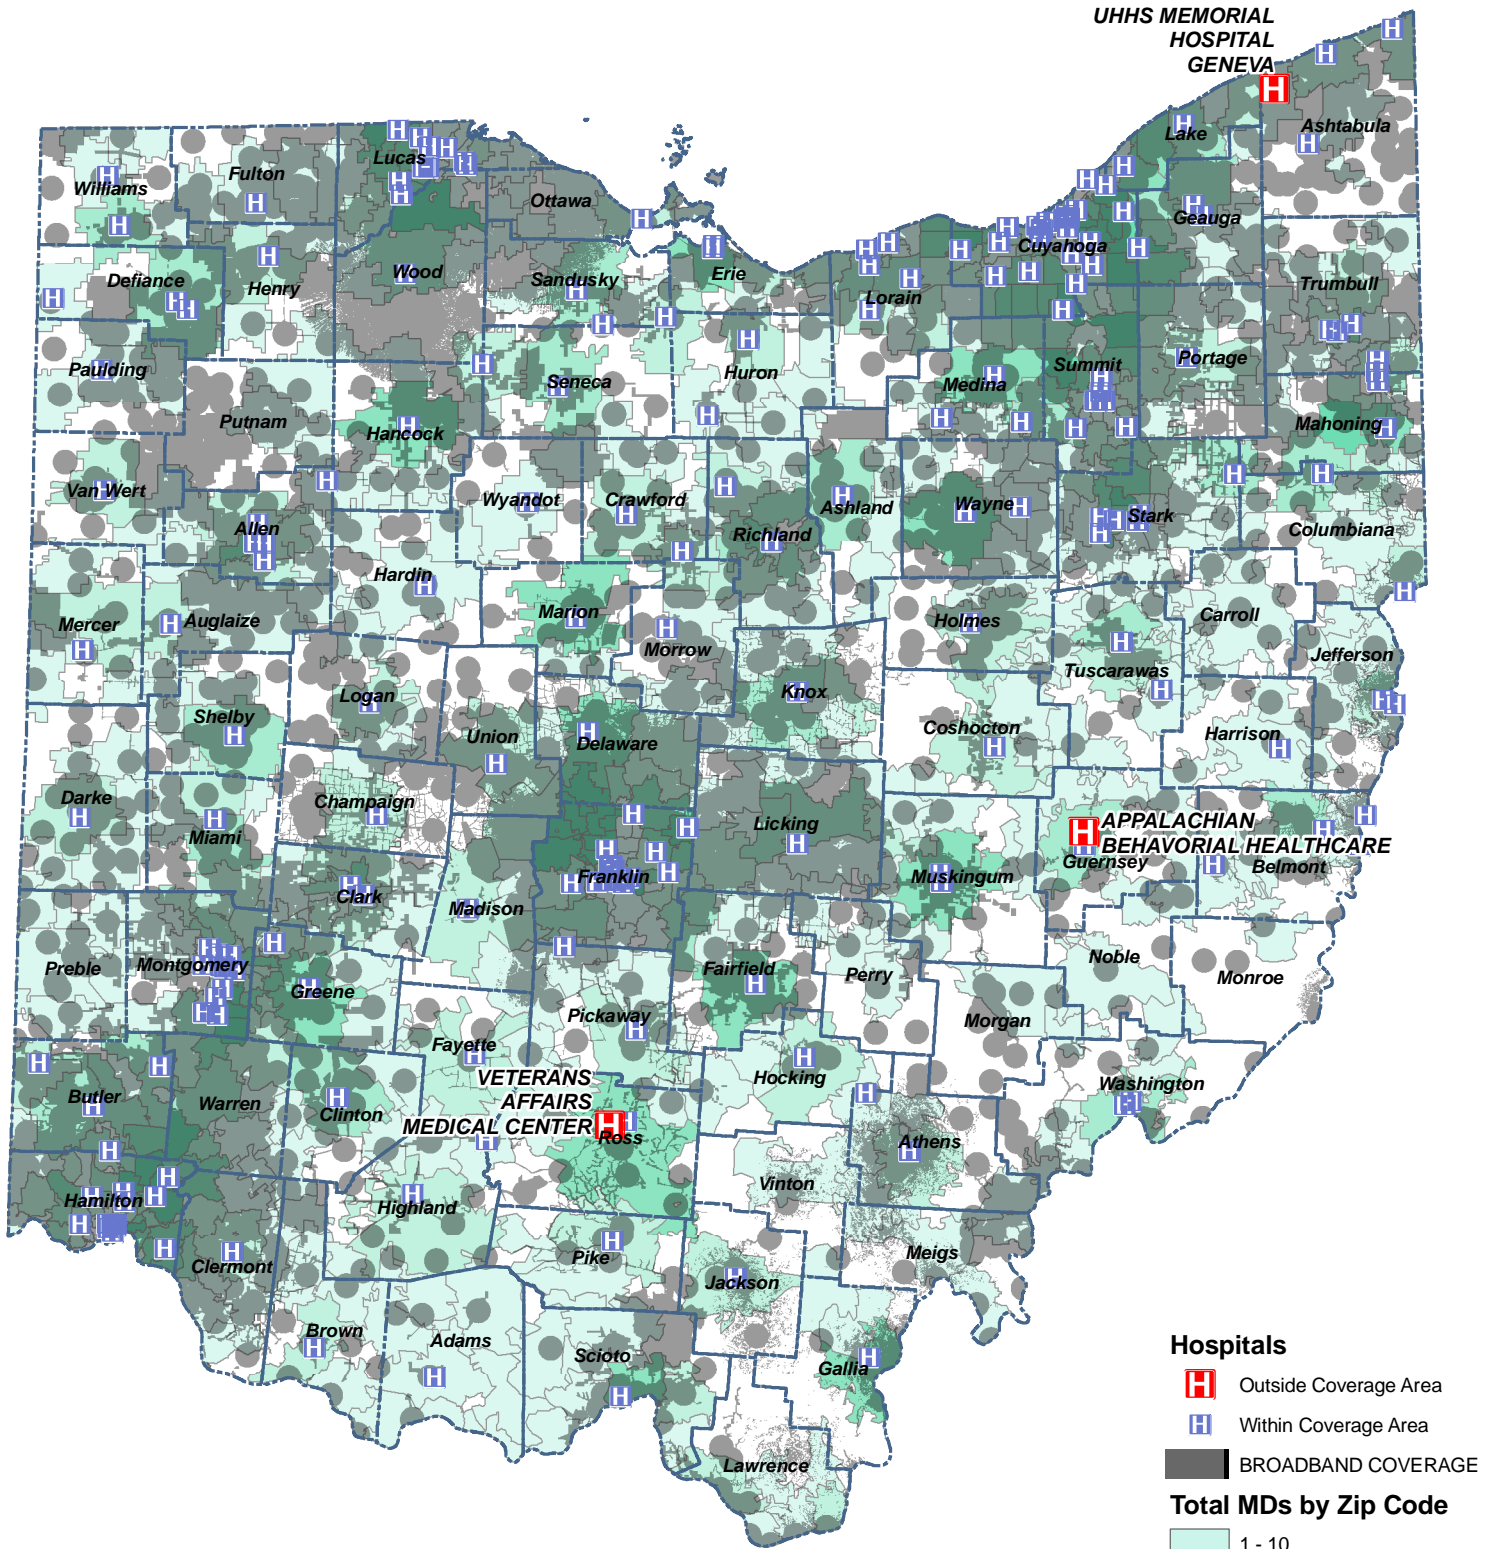 UHHS MEMORIAL
HOSPITAL
GENEVA
Lake
Ashtabula
Williams
Fulton
Lucas
Ottawa
Geauga
Cuyahoga
Defiance
Henry
Wood
Sandusky
Erie
Lorain
Trumbull
Paulding
Putnam
Hancock
Seneca
Huron
Medina
Summit
Portage
Mahoning
Van Wert
Allen
Wyandot
Crawford
Richland
Ashland
Wayne
Stark
Columbiana
Hardin
Mercer
Auglaize
Marion
Morrow
Holmes
Carroll
Tuscarawas
Jefferson
Logan
Shelby
Union
Delaware
Knox
Coshocton
Harrison
Darke
Miami
Champaign
Licking
APPALACHIAN
BEHAVORIAL HEALTHCARE
Guernsey
Belmont
Clark
Madison
Franklin
Muskingum
Preble
Montgomery
Greene
Fairfield
Perry
Noble
Monroe
Pickaway
Morgan
Fayette
Hocking
VETERANS
AFFAIRS
MEDICAL CENTER
Ross
Butler
Warren
Clinton
Washington
Athens
Vinton
Hamilton
Highland
Clermont
Pike
Meigs
Jackson
Brown
Adams
Scioto
Gallia
Lawrence
Hospitals
H Outside Coverage Area
H Within Coverage Area
BROADBAND COVERAGE
Total MDs by Zip Code
1 - 10